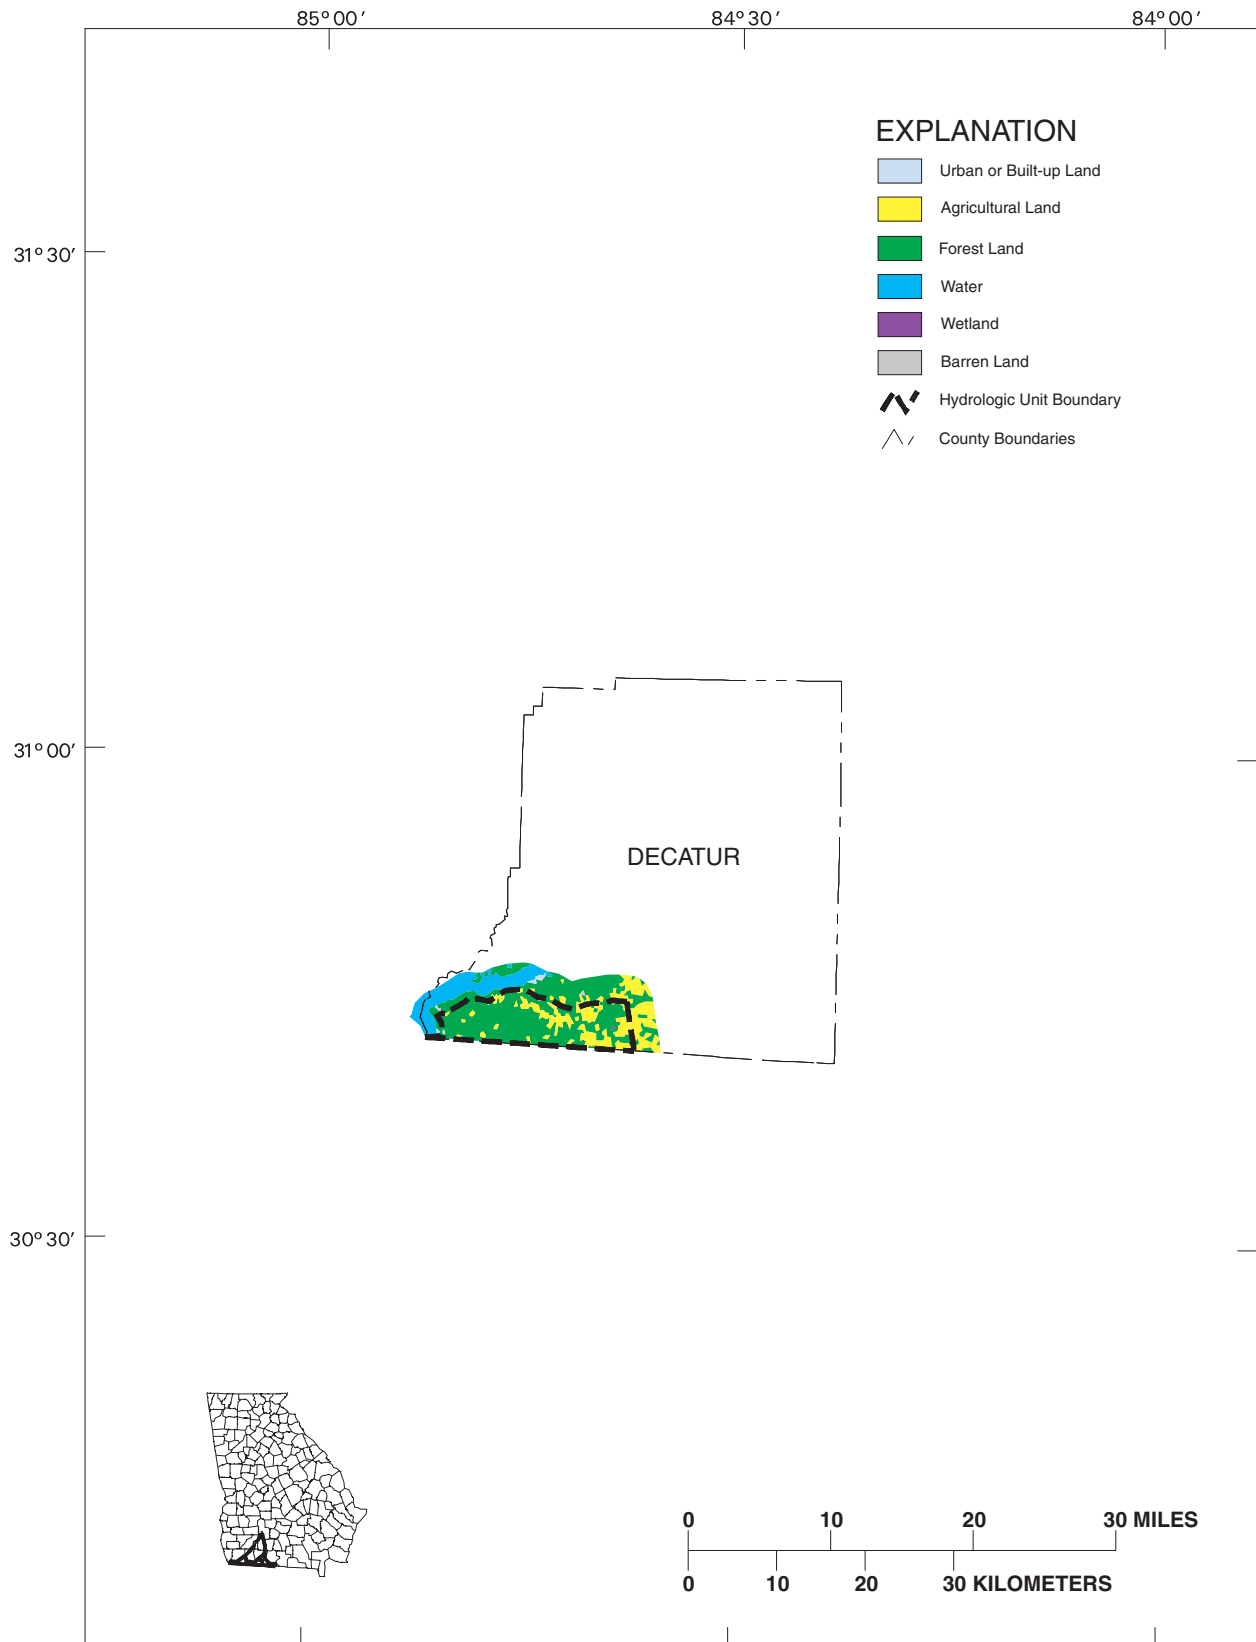 85° 00′
84° 30′
84° 00′
EXPLANATION
Urban or Built-up Land
Agricultural Land
31° 30′
Forest Land
Water
Wetland
Barren Land
Hydrologic Unit Boundary
County Boundaries
31° 00′
DECATUR
30° 30′
0 10 20 30 MILES
0 10 20 30 KILOMETERS